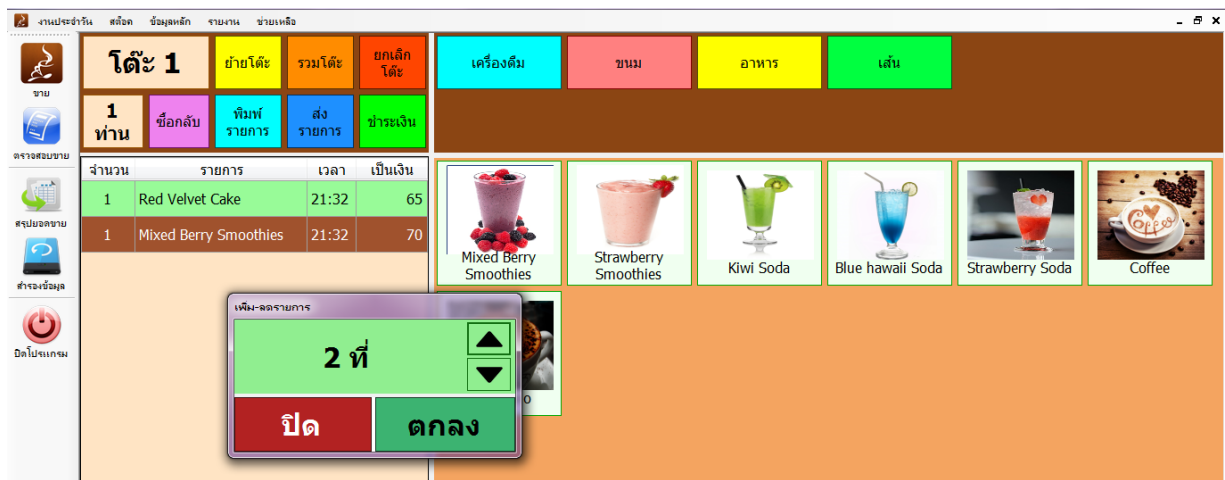 งานประจำวัน สต๊อค ข้อมูลหลัก รายงาน ช่วยเหลือ
ขาย
ตรวจสอบขาย
สรุปยอดขาย
สำรองข้อมูล
ปิดโปรแกรม
โต๊ะ 1
ย้ายโต๊ะ
รวมโต๊ะ
ยกเลิก
โต๊ะ
1
ท่าน
ซื้อกลับ
พิมพ์
รายการ
ส่ง
รายการ
ชำระเงิน
จำนวน รายการ เวลา เป็นเงิน
1 Red Velvet Cake 21:32 65
1 Mixed Berry Smoothies 21:32 70
เพิ่ม-ลดรายการ
2 ที่
ปิด
ตกลง
เครื่องดื่ม
ขนม
อาหาร
เส้น
Mixed Berry
Smoothies
Strawberry
Smoothies
Kiwi Soda
Blue hawaii Soda
Strawberry Soda
Coffee